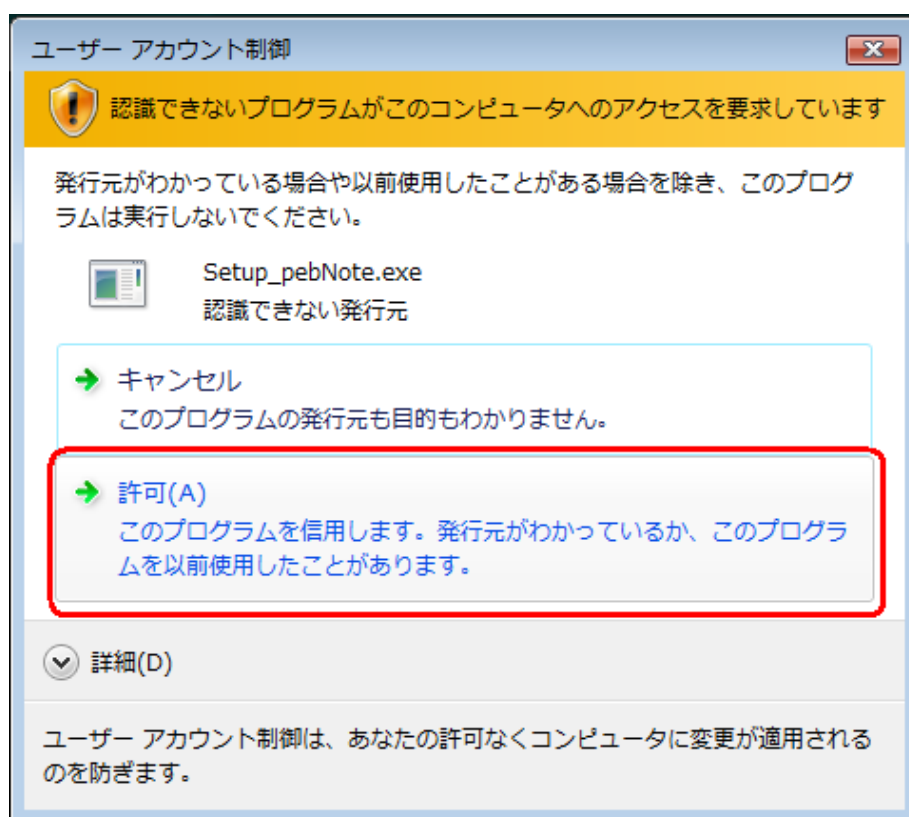 ユーザー アカウント制御
認識できないプログラムがこのコンピュータへのアクセスを要求しています
発行元がわかっている場合や以前使用したことがある場合を除き、このプログ
ラムは実行しないでください。
Setup_pebNote.exe
認識できない発行元
キャンセル
このプログラムの発行元も目的もわかりません。
許可(A)
このプログラムを信用します。発行元がわかっているか、このプログラ
ムを以前使用したことがあります。
詳細(D)
ユーザー アカウント制御は、あなたの許可なくコンピュータに変更が適用される
のを防ぎます。